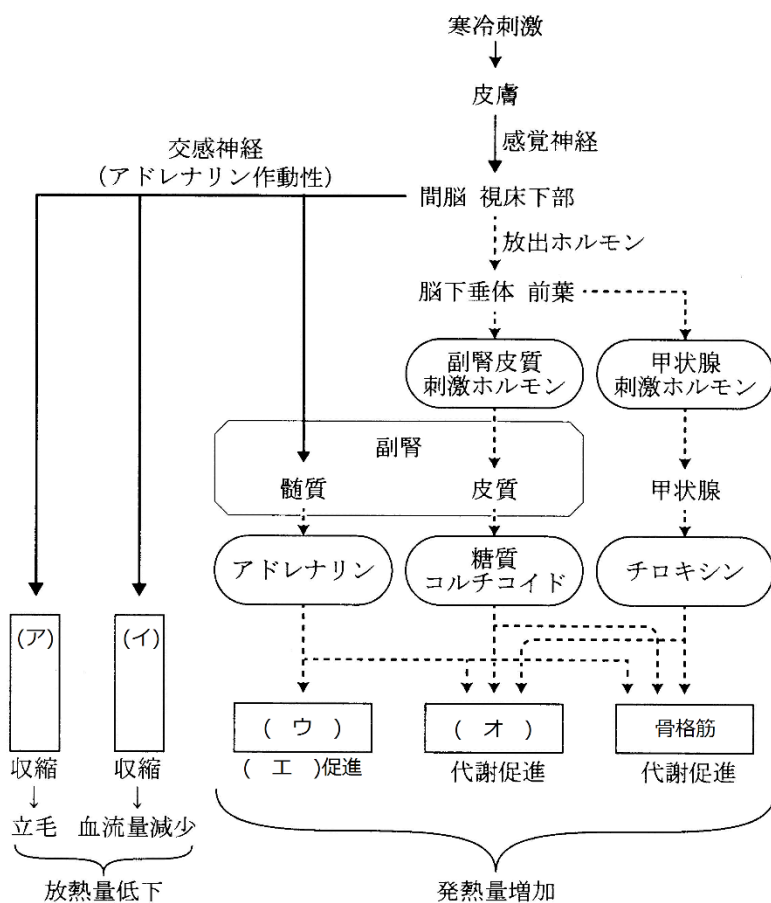 寒冷刺激
皮膚
感覚神経
交感神経
(アドレナリン作動性)
間脳 視床下部
放出ホルモン
脳下垂体 前葉
副腎皮質
刺激ホルモン
甲状腺
刺激ホルモン
副腎
髄質
皮質
甲状腺
アドレナリン
糖質
コルチコイド
チロキシン
(ア)
(イ)
( ウ )
( オ )
骨格筋
収縮
収縮
( エ )促進
代謝促進
代謝促進
立毛
血流量減少
放熱量低下
発熱量増加